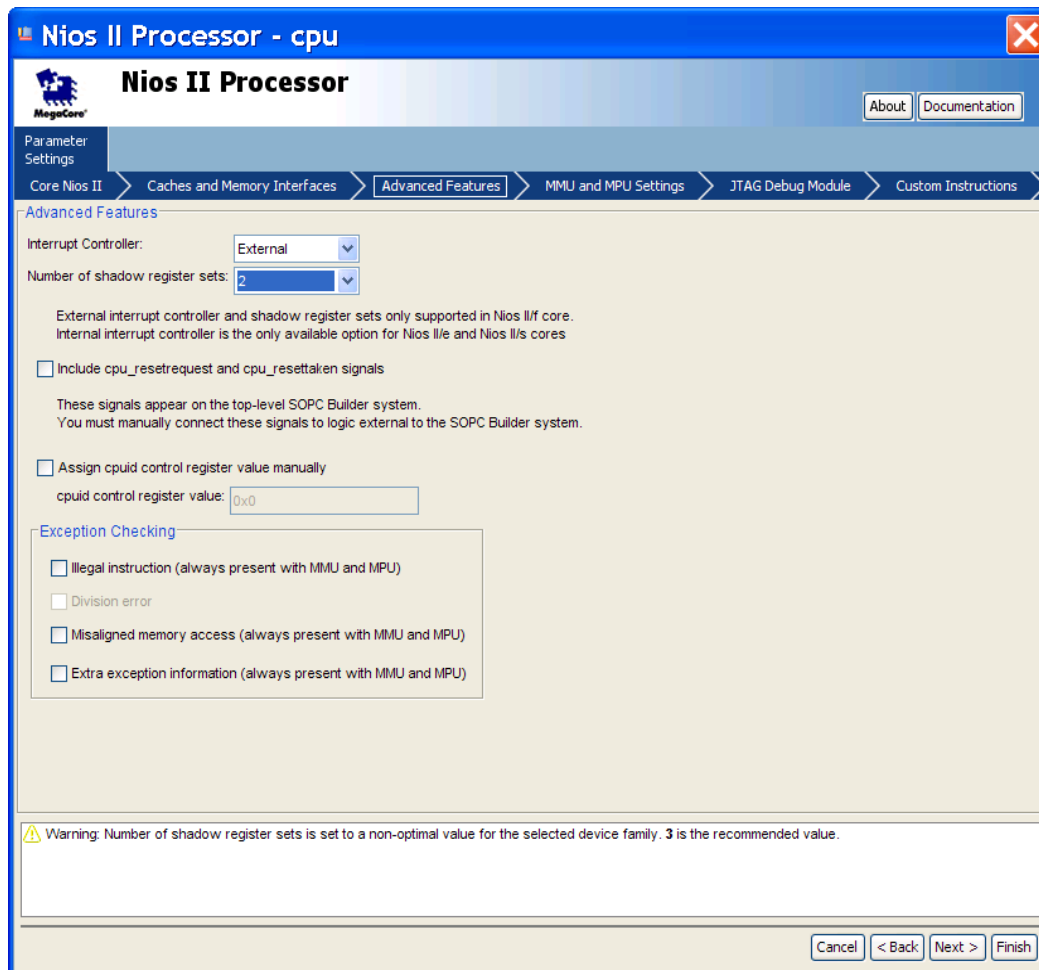 Nios II Processor - cpu
MegaCore®
Nios II Processor
About Documentation
Parameter
Settings
Core Nios II Caches and Memory Interfaces Advanced Features MMU and MPU Settings JTAG Debug Module Custom Instructions
Advanced Features
Interrupt Controller: External
Number of shadow register sets: 2
External interrupt controller and shadow register sets only supported in Nios II/f core.
Internal interrupt controller is the only available option for Nios II/e and Nios II/s cores
Include cpu_resetrequest and cpu_resettaken signals
These signals appear on the top-level SOPC Builder system.
You must manually connect these signals to logic external to the SOPC Builder system.
Assign cpuid control register value manually
cpuid control register value: 0x0
Exception Checking
Illegal instruction (always present with MMU and MPU)
Division error
Misaligned memory access (always present with MMU and MPU)
Extra exception information (always present with MMU and MPU)
Warning: Number of shadow register sets is set to a non-optimal value for the selected device family. 3 is the recommended value.
Cancel < Back Next > Finish